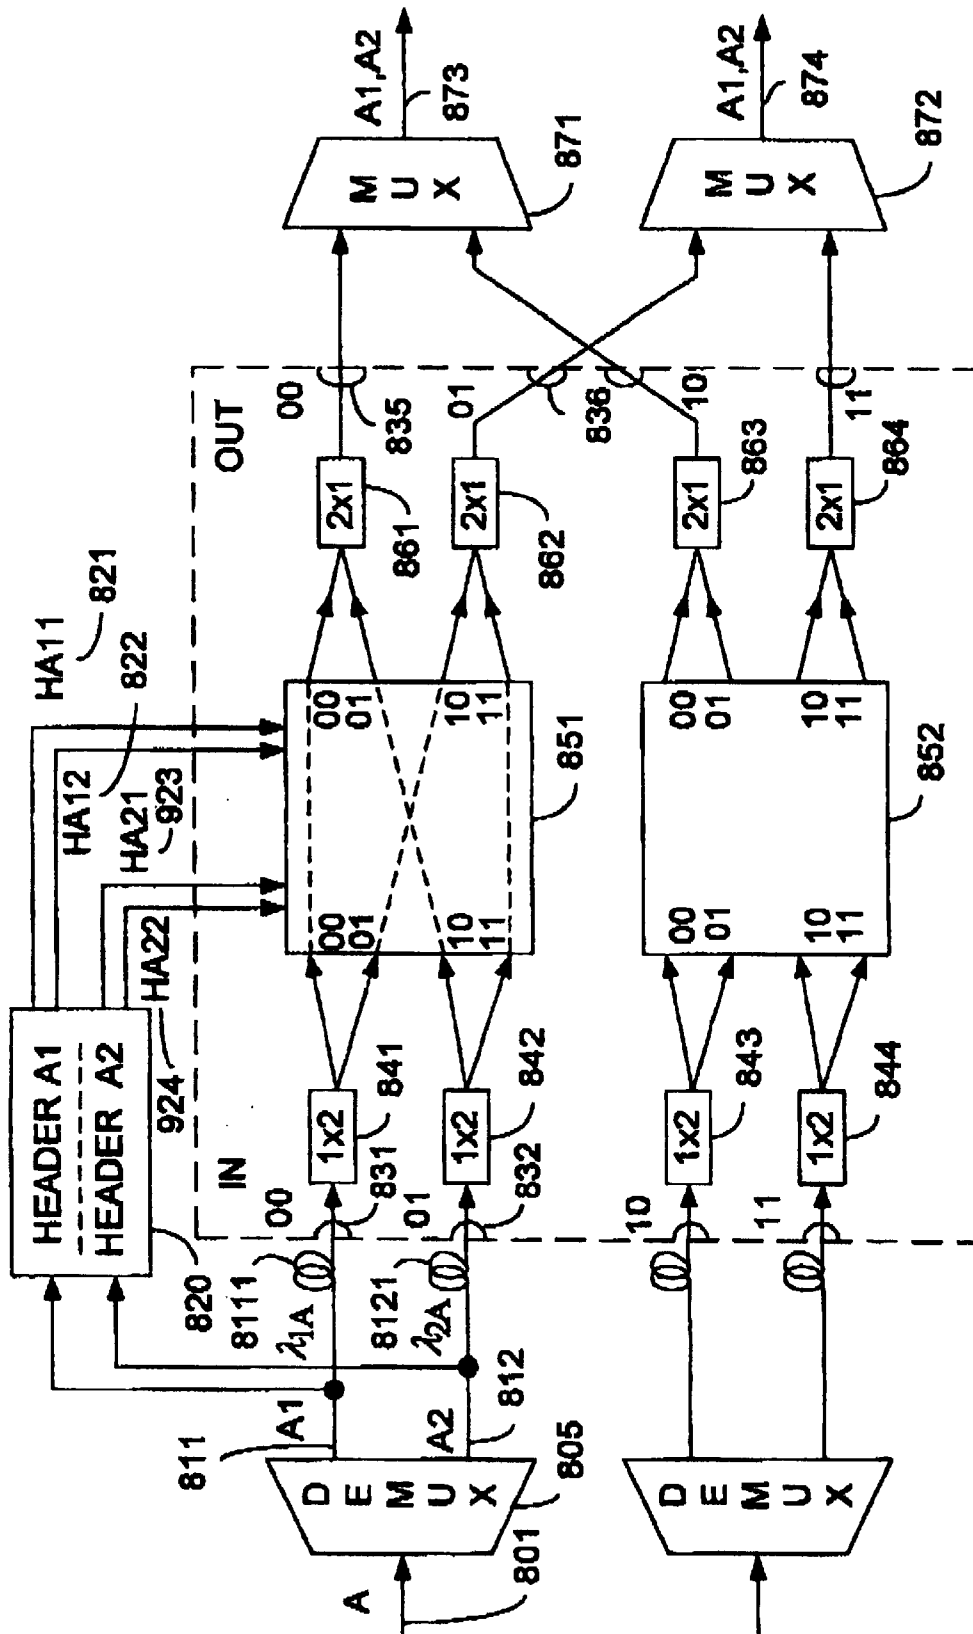 HEADER A1
HEADER A2
820
HA11
821
HA12
822
HA21
923
HA22
924
IN
OUT
A
801
DEMUX
805
811
A1
A2
812
8111
λ1A
8121
λ2A
00
831
01
832
1x2
841
1x2
842
00
01
10
11
00
01
10
11
851
2x1
861
2x1
862
00
835
01
836
MUX
871
A1,A2
873
DEMUX
10
11
1x2
843
1x2
844
00
01
10
11
00
01
10
11
852
2x1
863
2x1
864
10
11
MUX
872
A1,A2
874